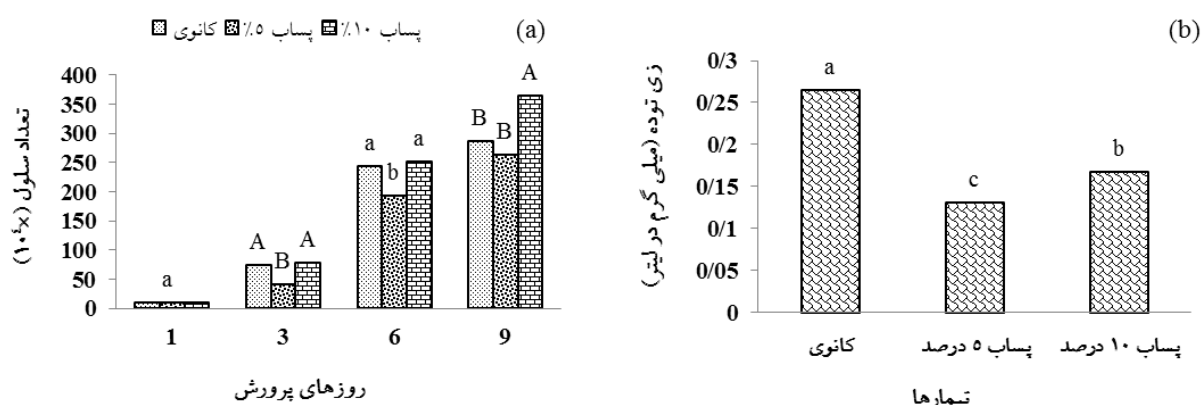 (a)
کانوی پساب ۵٪ پساب ۱۰٪
تعداد سلول (×۱۰⁴)
400
350
300
250
200
150
100
50
0
a
A
B
A
a
b
a
B
B
A
1 3 6 9
روزهای پرورش
(b)
زی توده (میلی گرم در لیتر)
0/3
0/25
0/2
0/15
0/1
0/05
0
a
c
b
کانوی
پساب ۵ درصد
پساب ۱۰ درصد
تیمارها